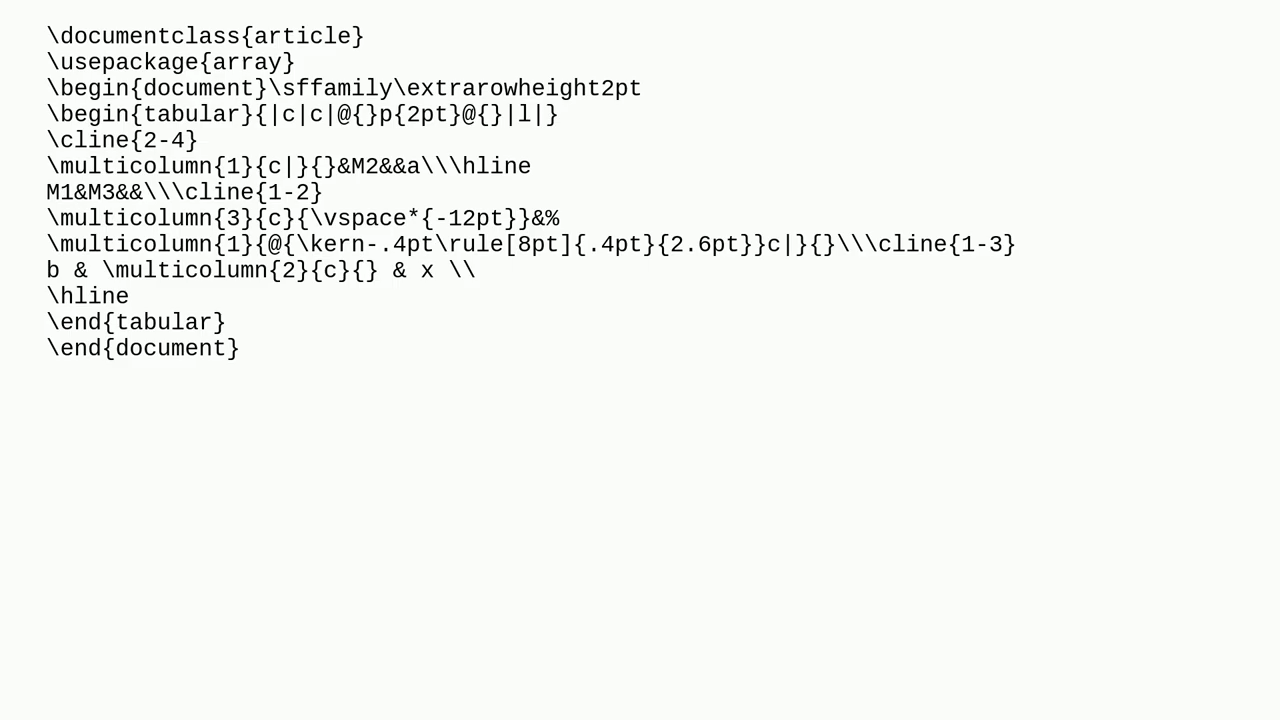 \documentclass{article}
\usepackage{array}
\begin{document}\sffamily\extrarowheight2pt
\begin{tabular}{|c|c|@{}p{2pt}@{}|l|}
\cline{2-4}
\multicolumn{1}{c|}{}&M2&&a\\\hline
M1&M3&&\\\cline{1-2}
\multicolumn{3}{c}{\vspace*{-12pt}}&%
\multicolumn{1}{@{\kern-.4pt\rule[8pt]{.4pt}{2.6pt}}c|}{}\\\cline{1-3}
b & \multicolumn{2}{c}{} & x \\
\hline
\end{tabular}
\end{document}